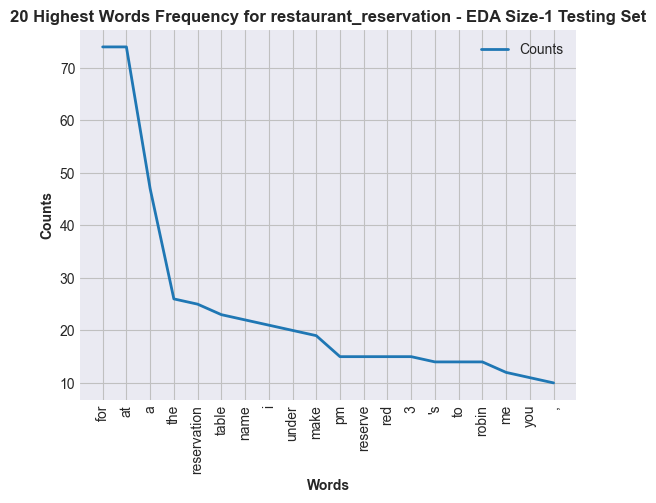 20 Highest Words Frequency for restaurant_reservation - EDA Size-1 Testing Set
Counts
70
60
50
40
30
20
10
Counts
for
at
a
the
reservation
table
name
i
under
make
pm
reserve
red
3
's
to
robin
me
you
,
Words